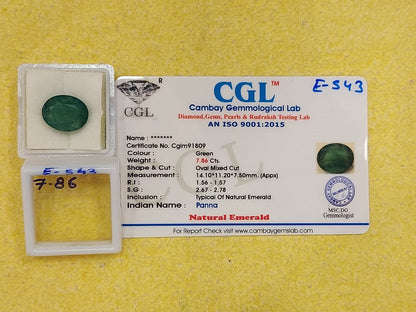 R
CGL
CGL™
Cambay Gemmological Lab
Diamond,Gems, Pearls & Rudraksh Testing Lab
AN ISO 9001:2015
E-543
Name : *******
Certificate No. Cglm91809
Colour : Green
Weight : 7.86 Cts.
Shape & Cut : Oval Mixed Cut
Measurement : 14.10*11.20*7.50mm. (Appx)
R.I : 1.56 - 1.57
S.G : 2.67 - 2.78
Inclusion : Typical Of Natural Emerald
Indian Name : Panna
Natural Emerald
For Report Check visit www.cambaygemslab.com
MSC,DG
Gemmologist
CGL
E-543
7-86